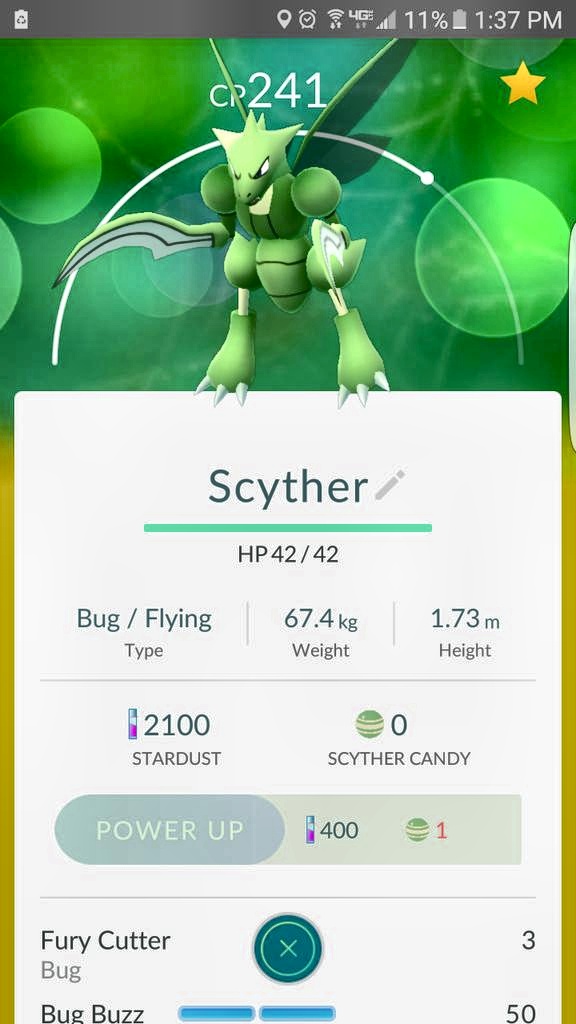 4G 11% 1:37 PM
CP241
Scyther
HP 42 / 42
Bug / Flying 67.4 kg 1.73 m
Type Weight Height
2100 0
STARDUST SCYTHER CANDY
POWER UP 400 1
Fury Cutter 3
Bug
Bug Buzz 50